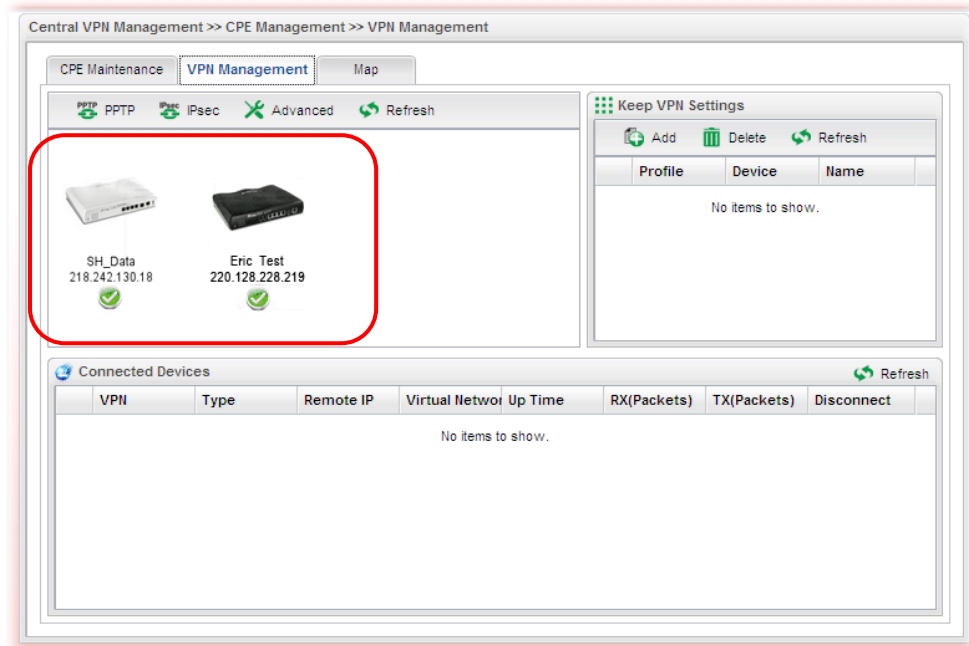 Central VPN Management >> CPE Management >> VPN Management
CPE Maintenance VPN Management Map
PPTP PPTP IPsec IPsec Advanced Refresh
SH_Data
218.242.130.18
Eric_Test
220.128.228.219
Keep VPN Settings
Add Delete Refresh
Profile Device Name
No items to show.
Connected Devices Refresh
VPN Type Remote IP Virtual Networ Up Time RX(Packets) TX(Packets) Disconnect
No items to show.